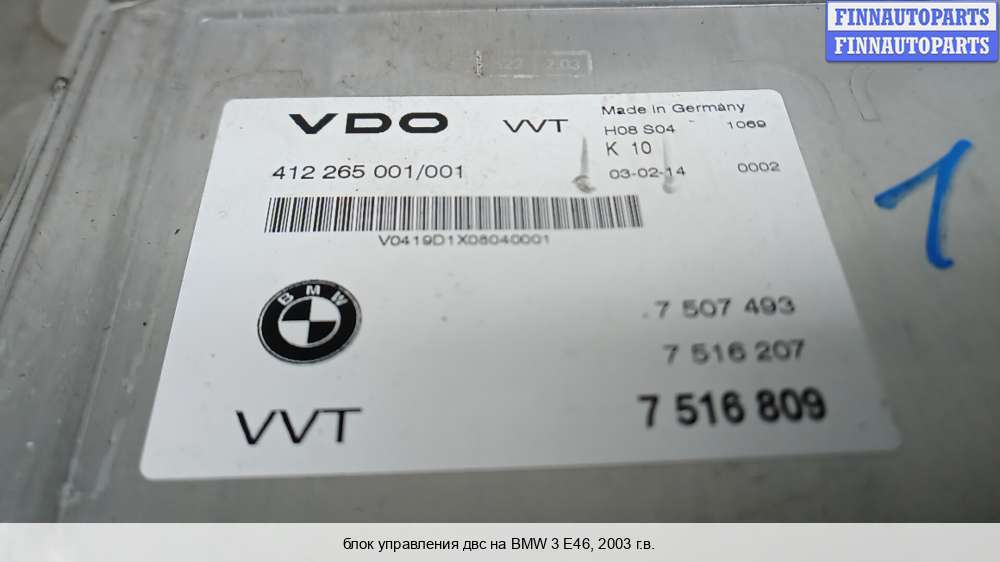 FINNAUTOPARTS
FINNAUTOPARTS
2.03
VDO VVT
Made in Germany
H08 S04 1069
K 10
412 265 001/001
03-02-14 0002
V0419D1X08040001
BMW
7 507 493
7 516 207
VVT
7 516 809
1
блок управления двс на BMW 3 E46, 2003 г.в.